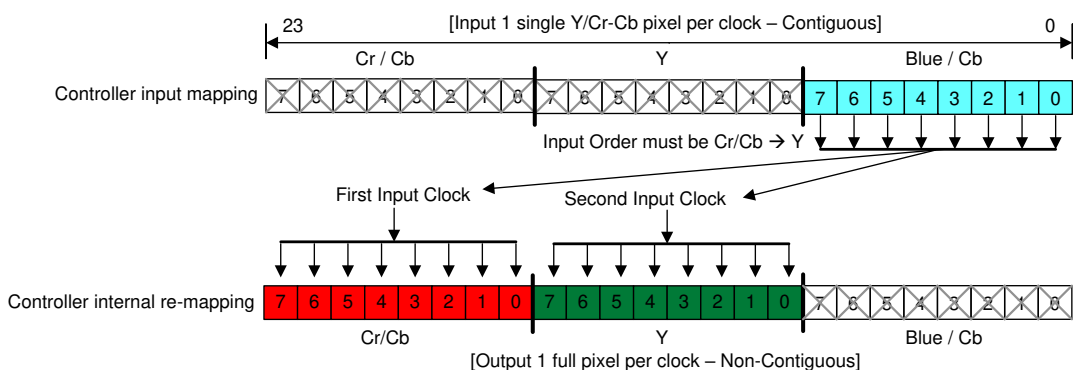 23 [Input 1 single Y/Cr-Cb pixel per clock – Contiguous] 0
Cr / Cb Y Blue / Cb
Controller input mapping 7 6 5 4 3 2 1 0 7 6 5 4 3 2 1 0 7 6 5 4 3 2 1 0
Input Order must be Cr/Cb → Y
First Input Clock Second Input Clock
Controller internal re-mapping 7 6 5 4 3 2 1 0 7 6 5 4 3 2 1 0 7 6 5 4 3 2 1 0
Cr/Cb Y Blue / Cb
[Output 1 full pixel per clock – Non-Contiguous]